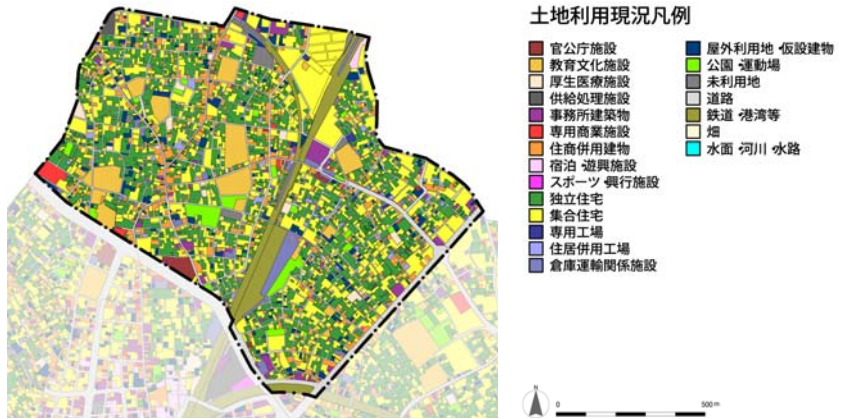 土地利用現況凡例
官公庁施設
教育文化施設
厚生医療施設
供給処理施設
事務所建築物
専用商業施設
住商併用建物
宿泊・遊興施設
スポーツ・興行施設
独立住宅
集合住宅
専用工場
住居併用工場
倉庫運輸関係施設
屋外利用地・仮設建物
公園・運動場
未利用地
道路
鉄道・港湾等
畑
水面・河川・水路
N
0 500m